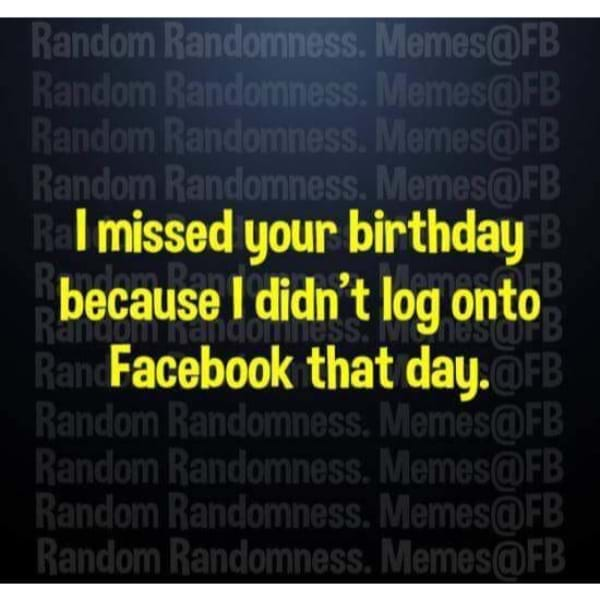 Random Randomness. Memes@FB
Random Randomness. Memes@FB
Random Randomness. Memes@FB
Random Randomness. Memes@FB
I missed your birthday
because I didn't log onto
Facebook that day.
Random Randomness. Memes@FB
Random Randomness. Memes@FB
Random Randomness. Memes@FB
Random Randomness. Memes@FB